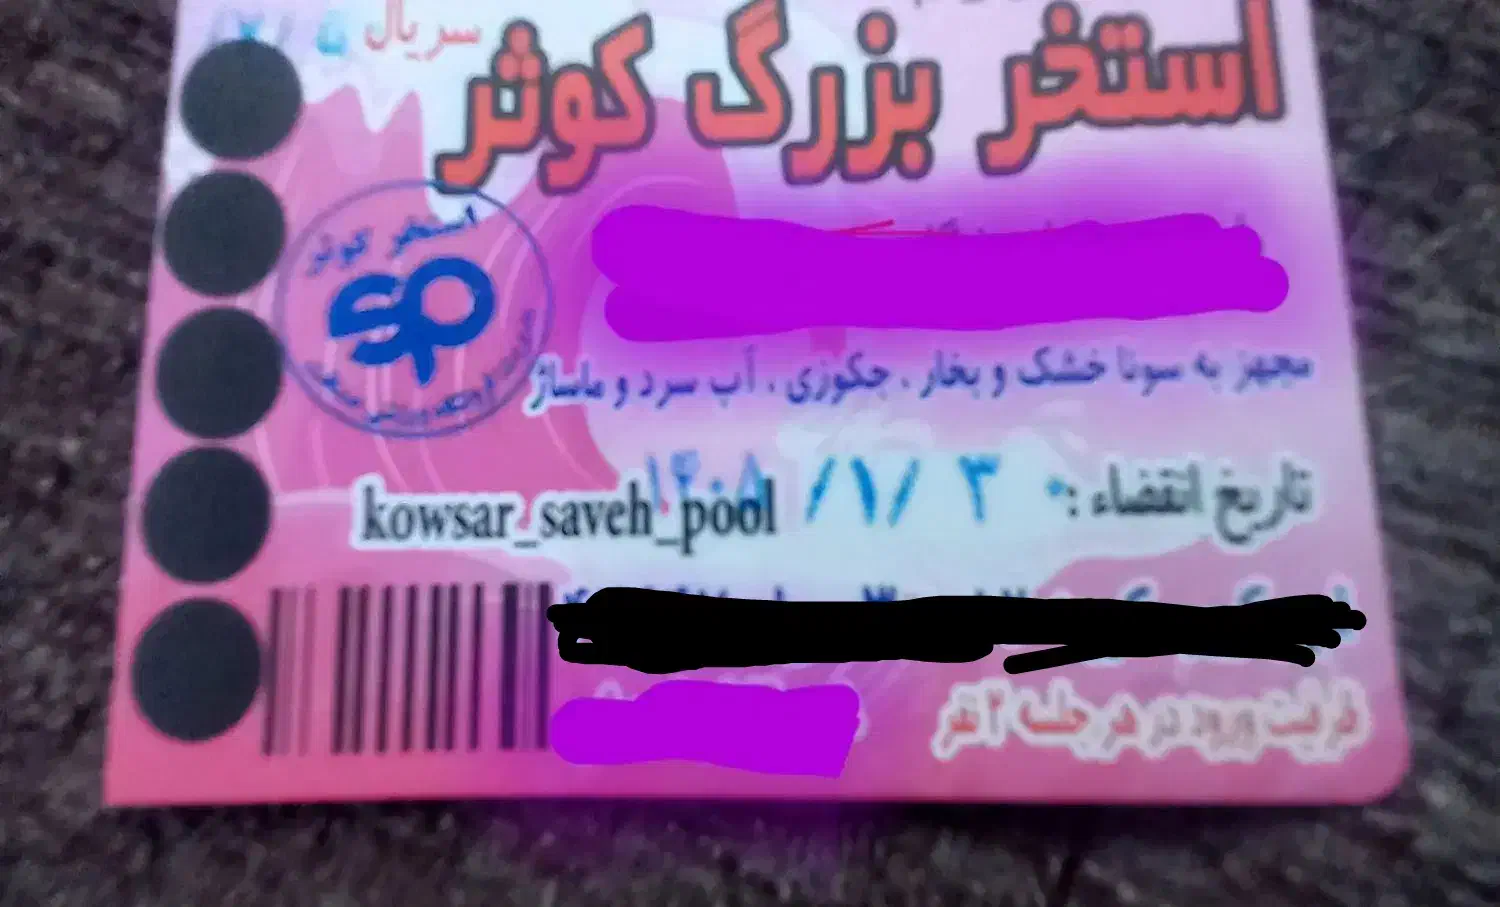 سریال
استخر بزرگ کوثر
استخر کوثر
SP
مجهز به سونا خشک و بخار ، جکوزی ، آب سرد و ماساژ
تاریخ انقضاء : ۱۴۰۸/۱/۳۰
kowsar_saveh_pool
ظرفیت ورود در هر جلسه ۲ نفر